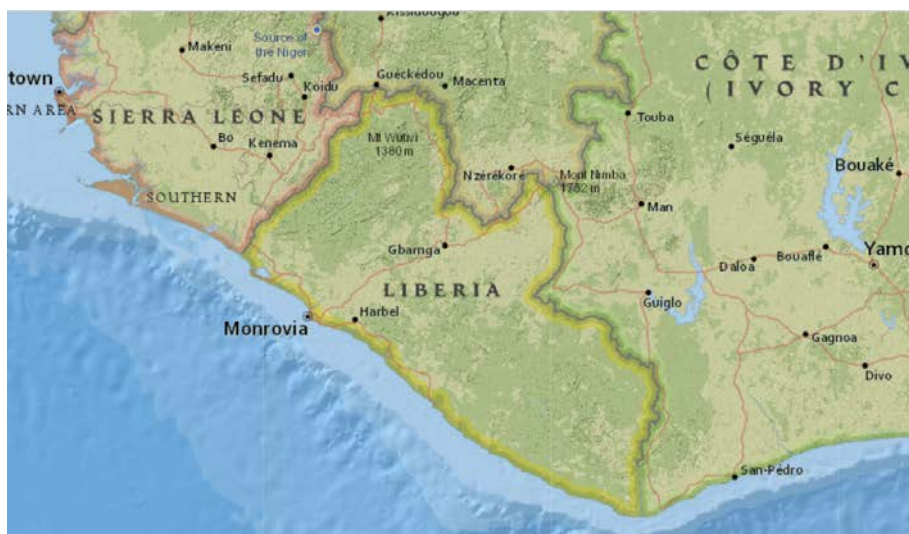 Kissidougou
Source of
the Niger
Makeni
Sefadu
Koidu
Guéckédou
Macenta
CÔTE D'IV
(IVORY C
rtown
RN AREA
SIERRA LEONE
Touba
Bo
Kenema
Mt Wutivi
1380 m
Séguéla
Bouaké
Nzérékoré
Mont Nimba
1752 m
SOUTHERN
Man
Gbarnga
Bouaflé
Yamo
Daloa
LIBERIA
Guiglo
Harbel
Monrovia
Gagnoa
Divo
San-Pédro